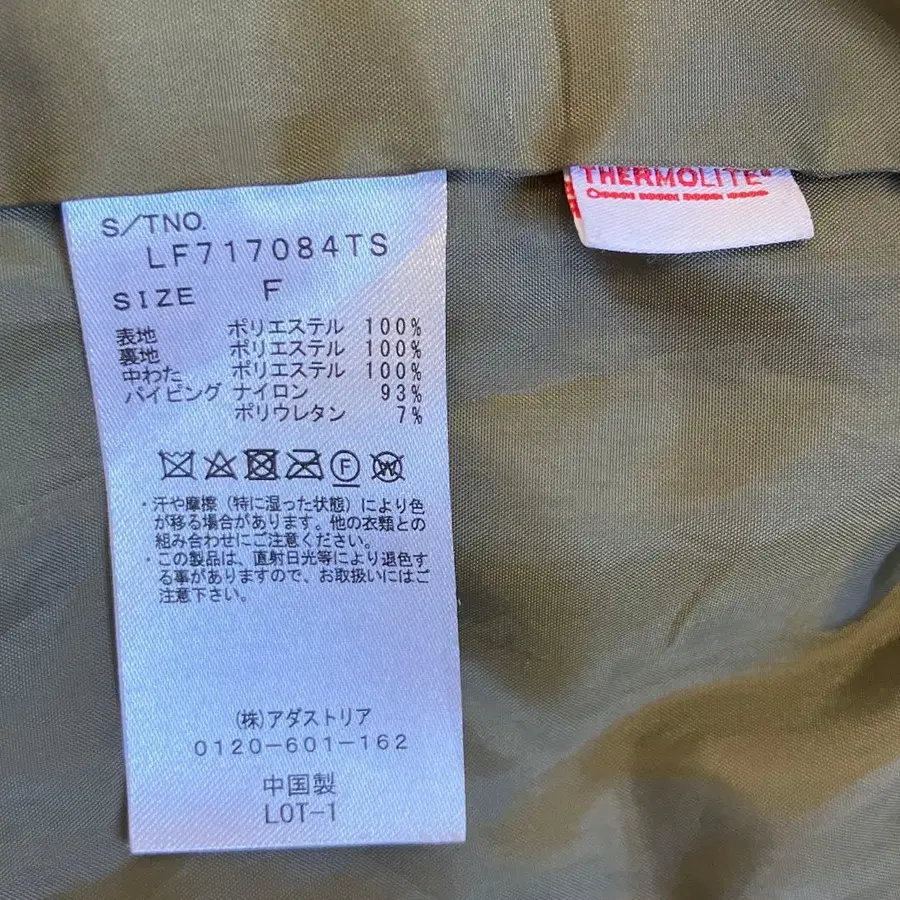 S/TNO.
LF717084TS
SIZE F
表地 ポリエステル 100%
裏地 ポリエステル 100%
中わた ポリエステル 100%
パイピング ナイロン 93%
ポリウレタン 7%
F W
・汗や摩擦（特に湿った状態）により色
が移る場合があります。他の衣類との
組み合わせにご注意ください。
・この製品は、直射日光等により退色す
る事がありますので、お取扱いにはご
注意下さい。
(株)アダストリア
0120-601-162
中国製
LOT-1
THERMOLITE®